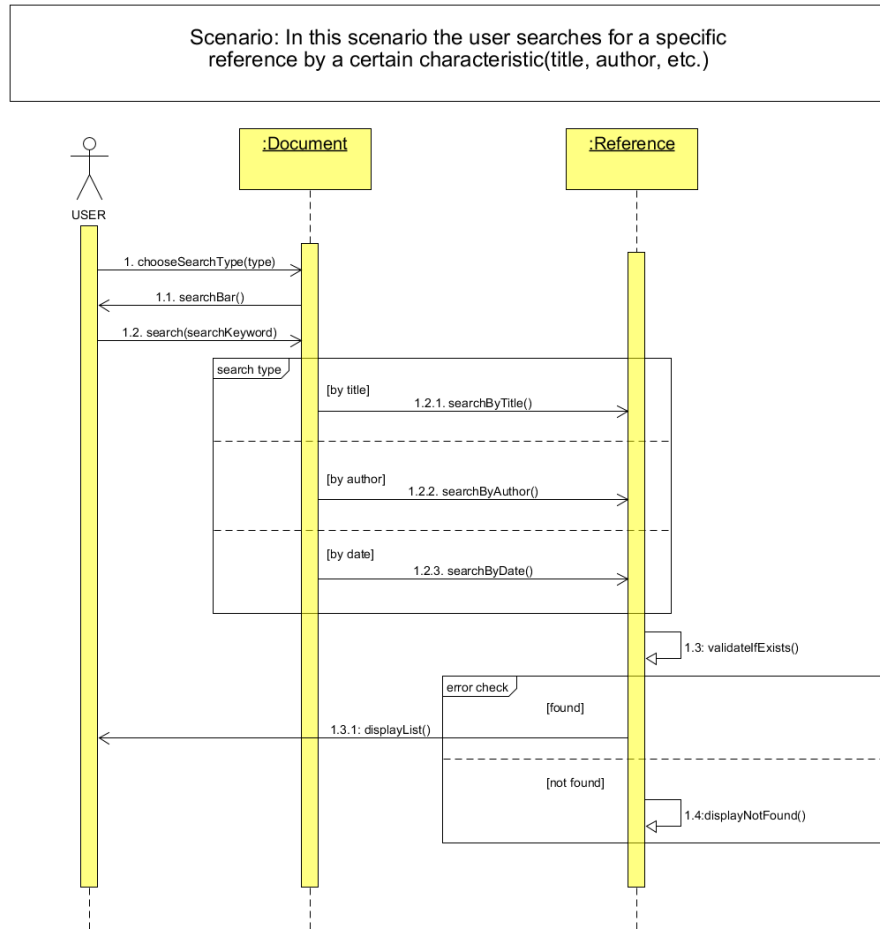 Scenario: In this scenario the user searches for a specific
reference by a certain characteristic(title, author, etc.)
:Document
:Reference
USER
1. chooseSearchType(type)
1.1. searchBar()
1.2. search(searchKeyword)
search type
[by title]
1.2.1. searchByTitle()
[by author]
1.2.2. searchByAuthor()
[by date]
1.2.3. searchByDate()
1.3: validateIfExists()
error check
[found]
1.3.1: displayList()
[not found]
1.4:displayNotFound()